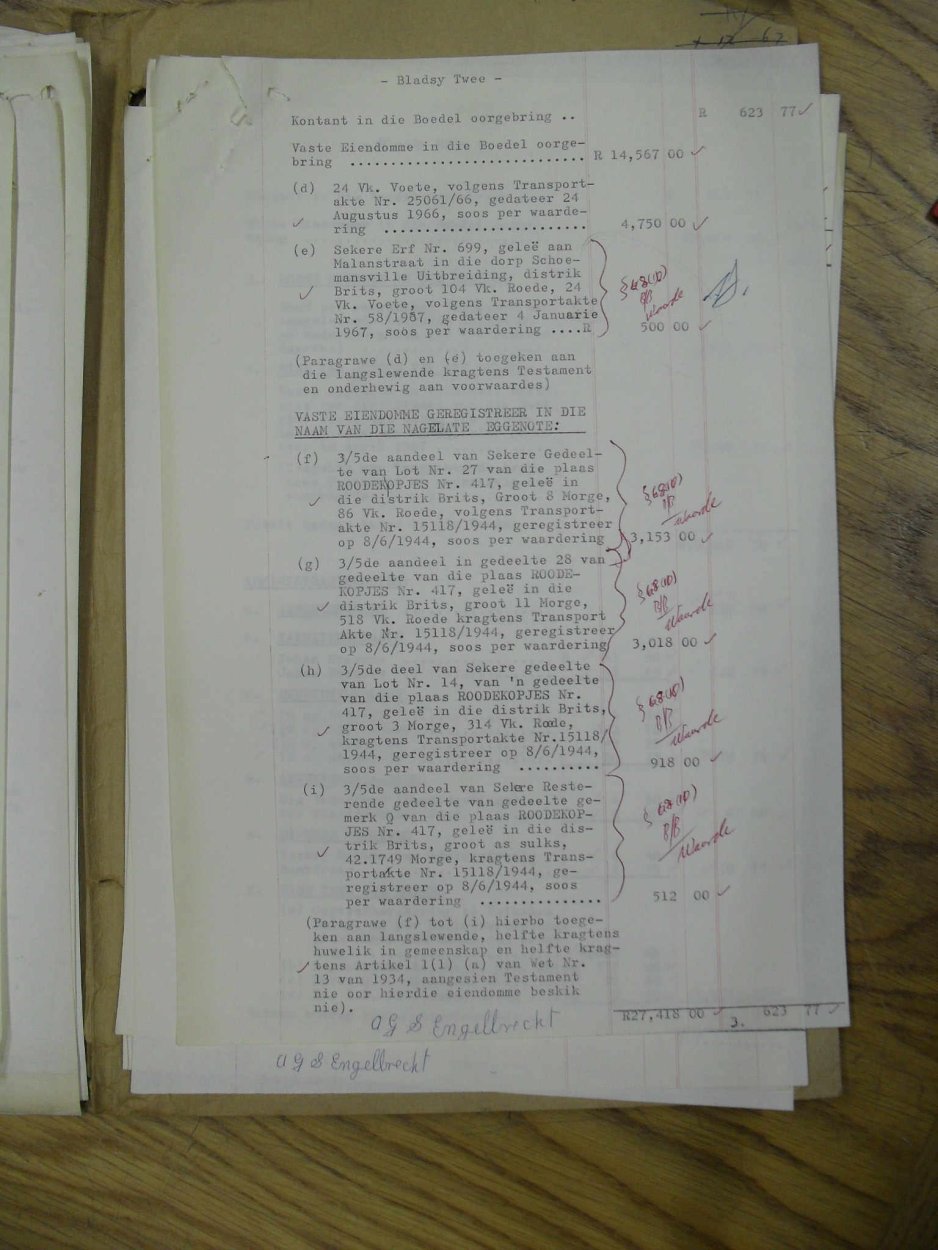 - Bladsy Twee -
Kontant in die Boedel oorgebring .. R 623 77
Vaste Eiendomme in die Boedel oorge-
bring ............................ R 14,567 00
(d) 24 Vk. Voete, volgens Transport-
akte Nr. 25061/66, gedateer 24
Augustus 1966, soos per waarde-
ring ........................ 4,750 00
(e) Sekere Erf Nr. 699, geleë aan
Malanstraat in die dorp Schoe-
mansville Uitbreiding, distrik
Brits, groot 104 Vk. Roede, 24
Vk. Voete, volgens Transportakte
Nr. 58/1967, gedateer 4 Januarie
1967, soos per waardering ....R 500 00
§68(10)
Waarde
(Paragrawe (d) en (e) toegeken aan
die langslewende kragtens Testament
en onderhewig aan voorwaardes)
VASTE EIENDOMME GEREGISTREER IN DIE
NAAM VAN DIE NAGELATE EGGENOTE:
(f) 3/5de aandeel van Sekere Gedeel-
te van Lot Nr. 27 van die plaas
ROODEKOPJES Nr. 417, geleë in
die distrik Brits, Groot 8 Morge,
86 Vk. Roede, volgens Transport-
akte Nr. 15118/1944, geregistreer
op 8/6/1944, soos per waardering 3,153 00
§68(10)
Waarde
(g) 3/5de aandeel in gedeelte 28 van
gedeelte van die plaas ROODE-
KOPJES Nr. 417, geleë in die
distrik Brits, groot 11 Morge,
518 Vk. Roede kragtens Transport
Akte Nr. 15118/1944, geregistreer
op 8/6/1944, soos per waardering 3,018 00
§68(10)
Waarde
(h) 3/5de deel van Sekere gedeelte
van Lot Nr. 14, van 'n gedeelte
van die plaas ROODEKOPJES Nr.
417, geleë in die distrik Brits,
groot 3 Morge, 314 Vk. Roede,
kragtens Transportakte Nr.15118/
1944, geregistreer op 8/6/1944,
soos per waardering .......... 918 00
§68(10)
Waarde
(i) 3/5de aandeel van Sekere Reste-
rende gedeelte van gedeelte ge-
merk Q van die plaas ROODEKOP-
JES Nr. 417, geleë in die dis-
trik Brits, groot as sulks,
42.1749 Morge, kragtens Trans-
portakte Nr. 15118/1944, ge-
registreer op 8/6/1944, soos
per waardering ............... 512 00
Waarde
(Paragrawe (f) tot (i) hierbo toege-
ken aan langslewende, helfte kragtens
huwelik in gemeenskap en helfte krag-
tens Artikel 1(1) (a) van Wet Nr.
13 van 1934, aangesien Testament
nie oor hierdie eiendomme beskik
nie).
R27,418 00 623 77
3.
A G S Engelbrecht
A G S Engelbrecht